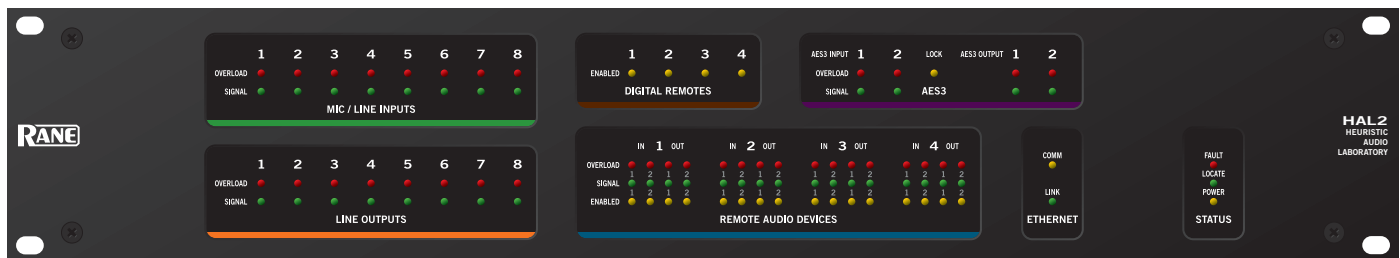 RANE
1 2 3 4 5 6 7 8
OVERLOAD
SIGNAL
MIC / LINE INPUTS
1 2 3 4 5 6 7 8
OVERLOAD
SIGNAL
LINE OUTPUTS
1 2 3 4
ENABLED
DIGITAL REMOTES
AES3 INPUT 1 2 LOCK AES3 OUTPUT 1 2
OVERLOAD
SIGNAL AES3
IN 1 OUT IN 2 OUT IN 3 OUT IN 4 OUT
OVERLOAD
1 2 1 2 1 2 1 2 1 2 1 2 1 2 1 2
SIGNAL
1 2 1 2 1 2 1 2 1 2 1 2 1 2 1 2
ENABLED
REMOTE AUDIO DEVICES
COMM
LINK
ETHERNET
FAULT
LOCATE
POWER
STATUS
HAL2
HEURISTIC
AUDIO
LABORATORY